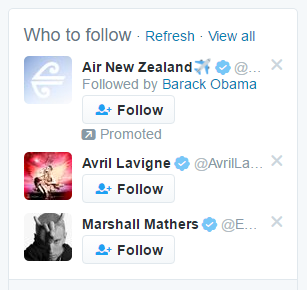 Who to follow · Refresh · View all
Air New Zealand✈️ @...
Followed by Barack Obama
Follow
Promoted
Avril Lavigne @AvrilLa...
Follow
Marshall Mathers @E...
Follow